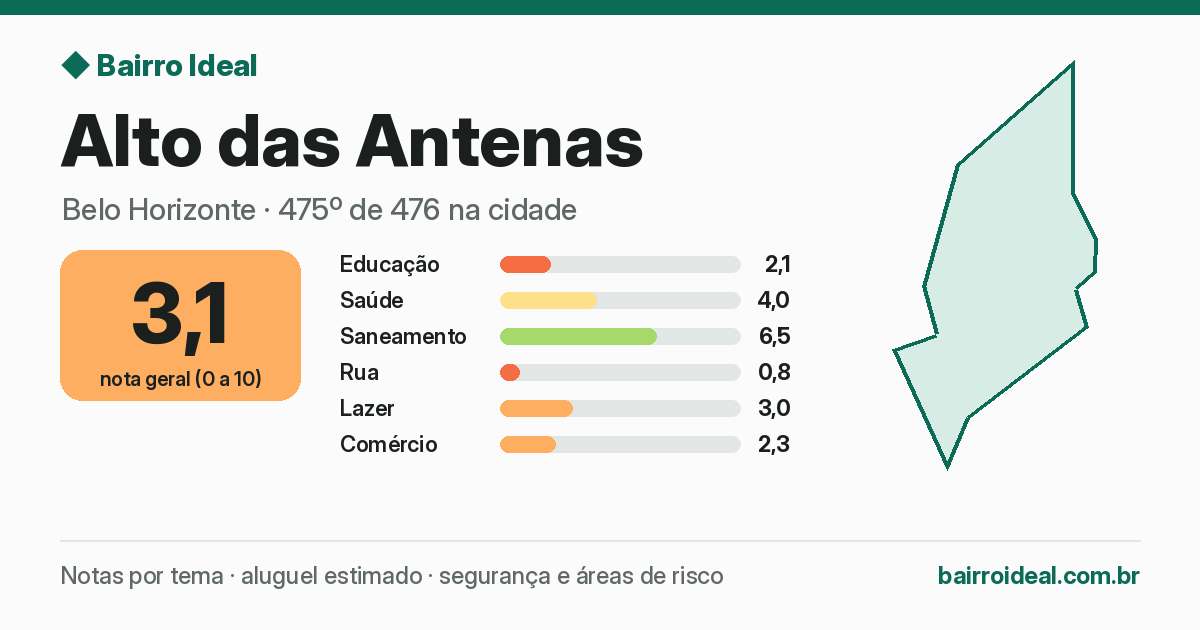 Bairro Ideal
Alto das Antenas
Belo Horizonte · 475º de 476 na cidade
3,1
nota geral (0 a 10)
Educação 2,1
Saúde 4,0
Saneamento 6,5
Rua 0,8
Lazer 3,0
Comércio 2,3
Notas por tema · aluguel estimado · segurança e áreas de risco
bairroideal.com.br